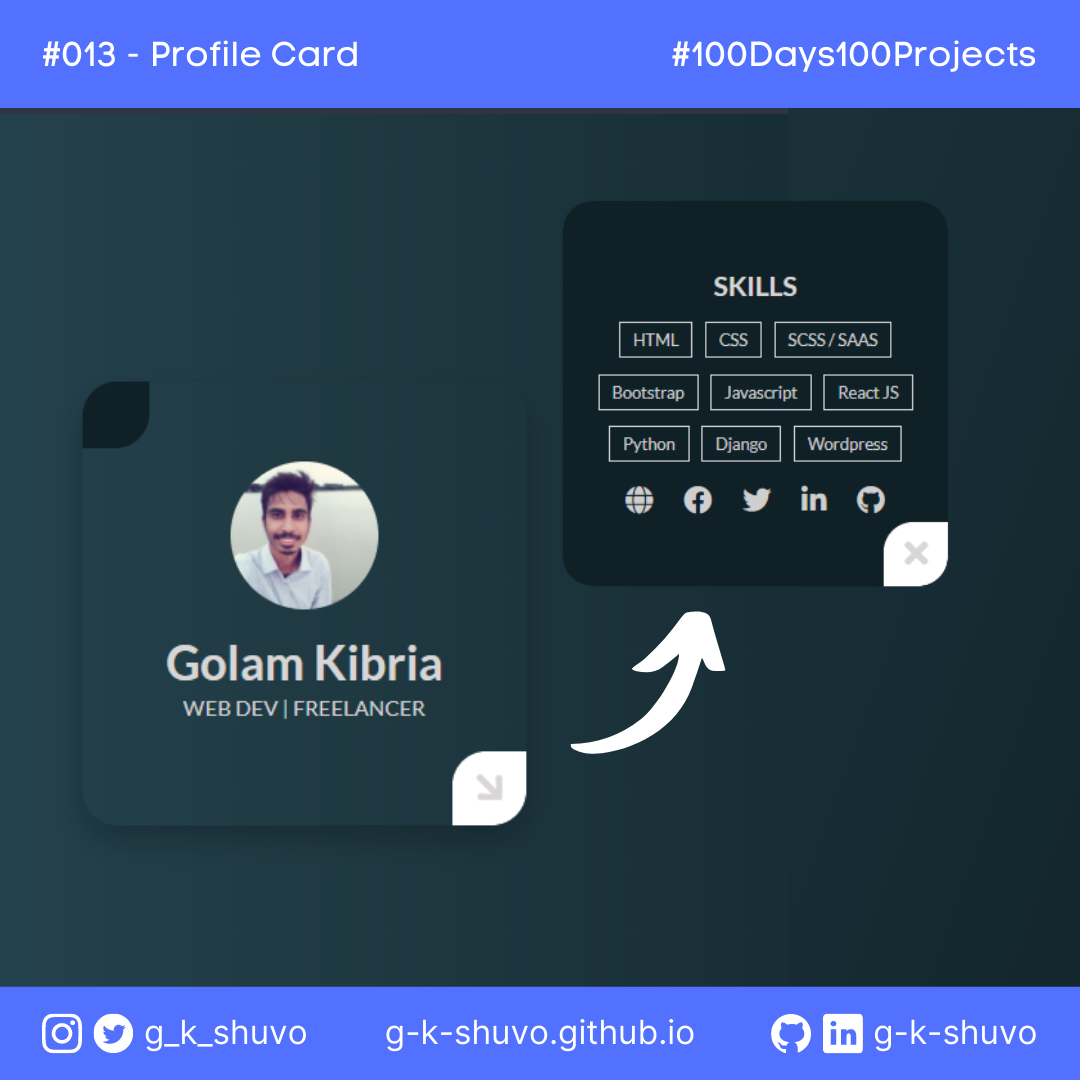 #013 - Profile Card
#100Days100Projects
SKILLS
HTML CSS SCSS / SAAS
Bootstrap Javascript React JS
Python Django Wordpress
Golam Kibria
WEB DEV | FREELANCER
g_k_shuvo
g-k-shuvo.github.io
g-k-shuvo